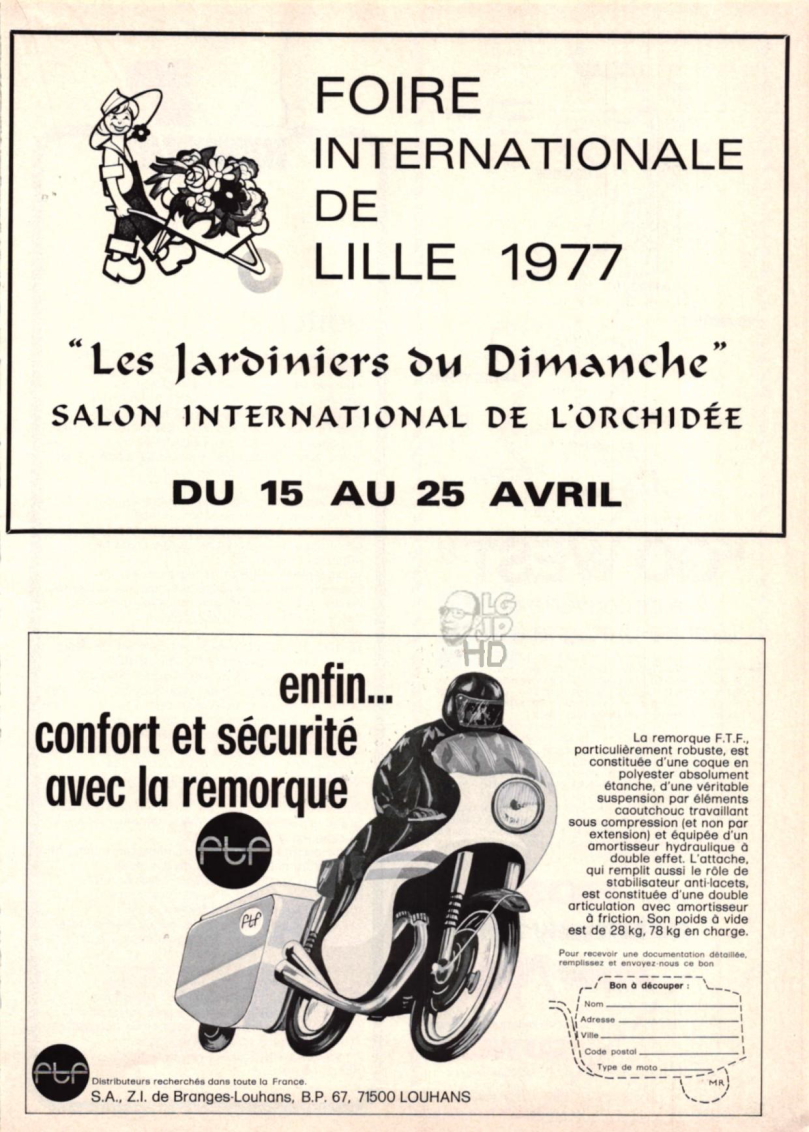 FOIRE
INTERNATIONALE
DE
LILLE 1977
"Les Jardiniers du Dimanche"
SALON INTERNATIONAL DE L'ORCHIDÉE
DU 15 AU 25 AVRIL
LG
JP
HD
enfin...
confort et sécurité
avec la remorque
FTF
FTF
La remorque F.T.F.,
particulièrement robuste, est
constituée d'une coque en
polyester absolument
étanche, d'une véritable
suspension par éléments
caoutchouc travaillant
sous compression (et non par
extension) et équipée d'un
amortisseur hydraulique à
double effet. L'attache,
qui remplit aussi le rôle de
stabilisateur anti-lacets,
est constituée d'une double
articulation avec amortisseur
à friction. Son poids à vide
est de 28 kg, 78 kg en charge.
Pour recevoir une documentation détaillée,
remplissez et envoyez-nous ce bon
Bon à découper :
Nom
Adresse
Ville
Code postal
Type de moto
MR
FTF
Distributeurs recherchés dans toute la France.
S.A., Z.I. de Branges-Louhans, B.P. 67, 71500 LOUHANS